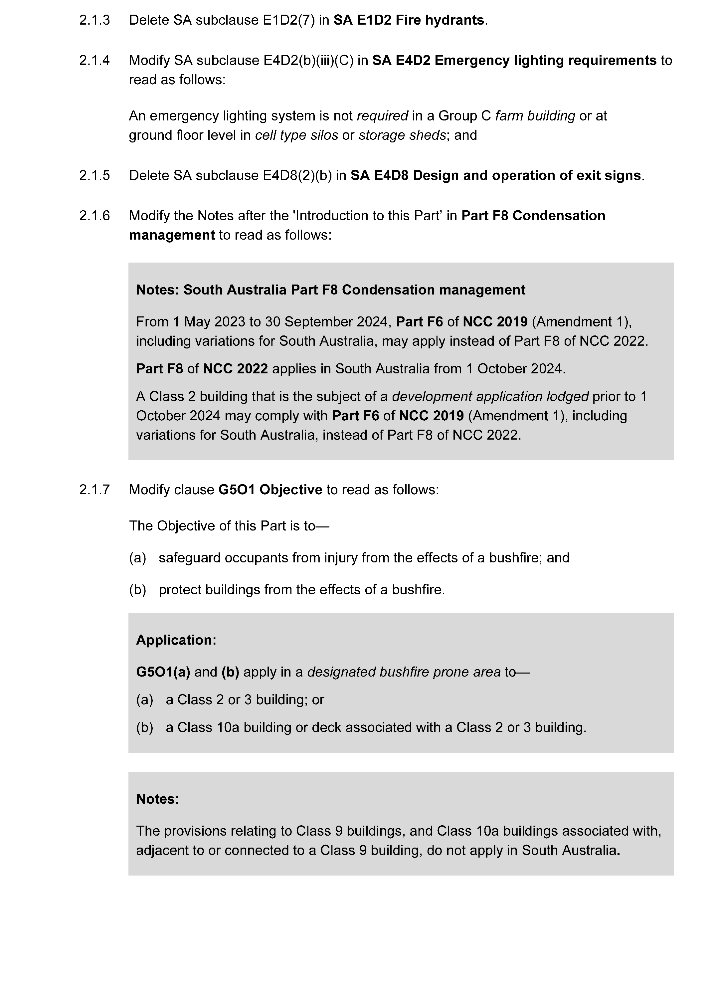 2.1.3 Delete SA subclause E1D2(7) in SA E1D2 Fire hydrants.
2.1.4 Modify SA subclause E4D2(b)(iii)(C) in SA E4D2 Emergency lighting requirements to
read as follows:
An emergency lighting system is not required in a Group C farm building or at
ground floor level in cell type silos or storage sheds; and
2.1.5 Delete SA subclause E4D8(2)(b) in SA E4D8 Design and operation of exit signs.
2.1.6 Modify the Notes after the 'Introduction to this Part’ in Part F8 Condensation
management to read as follows:
Notes: South Australia Part F8 Condensation management
From 1 May 2023 to 30 September 2024, Part F6 of NCC 2019 (Amendment 1),
including variations for South Australia, may apply instead of Part F8 of NCC 2022.
Part F8 of NCC 2022 applies in South Australia from 1 October 2024.
A Class 2 building that is the subject of a development application lodged prior to 1
October 2024 may comply with Part F6 of NCC 2019 (Amendment 1), including
variations for South Australia, instead of Part F8 of NCC 2022.
2.1.7 Modify clause G5O1 Objective to read as follows:
The Objective of this Part is to—
(a) safeguard occupants from injury from the effects of a bushfire; and
(b) protect buildings from the effects of a bushfire.
Application:
G5O1(a) and (b) apply in a designated bushfire prone area to—
(a) a Class 2 or 3 building; or
(b) a Class 10a building or deck associated with a Class 2 or 3 building.
Notes:
The provisions relating to Class 9 buildings, and Class 10a buildings associated with,
adjacent to or connected to a Class 9 building, do not apply in South Australia.